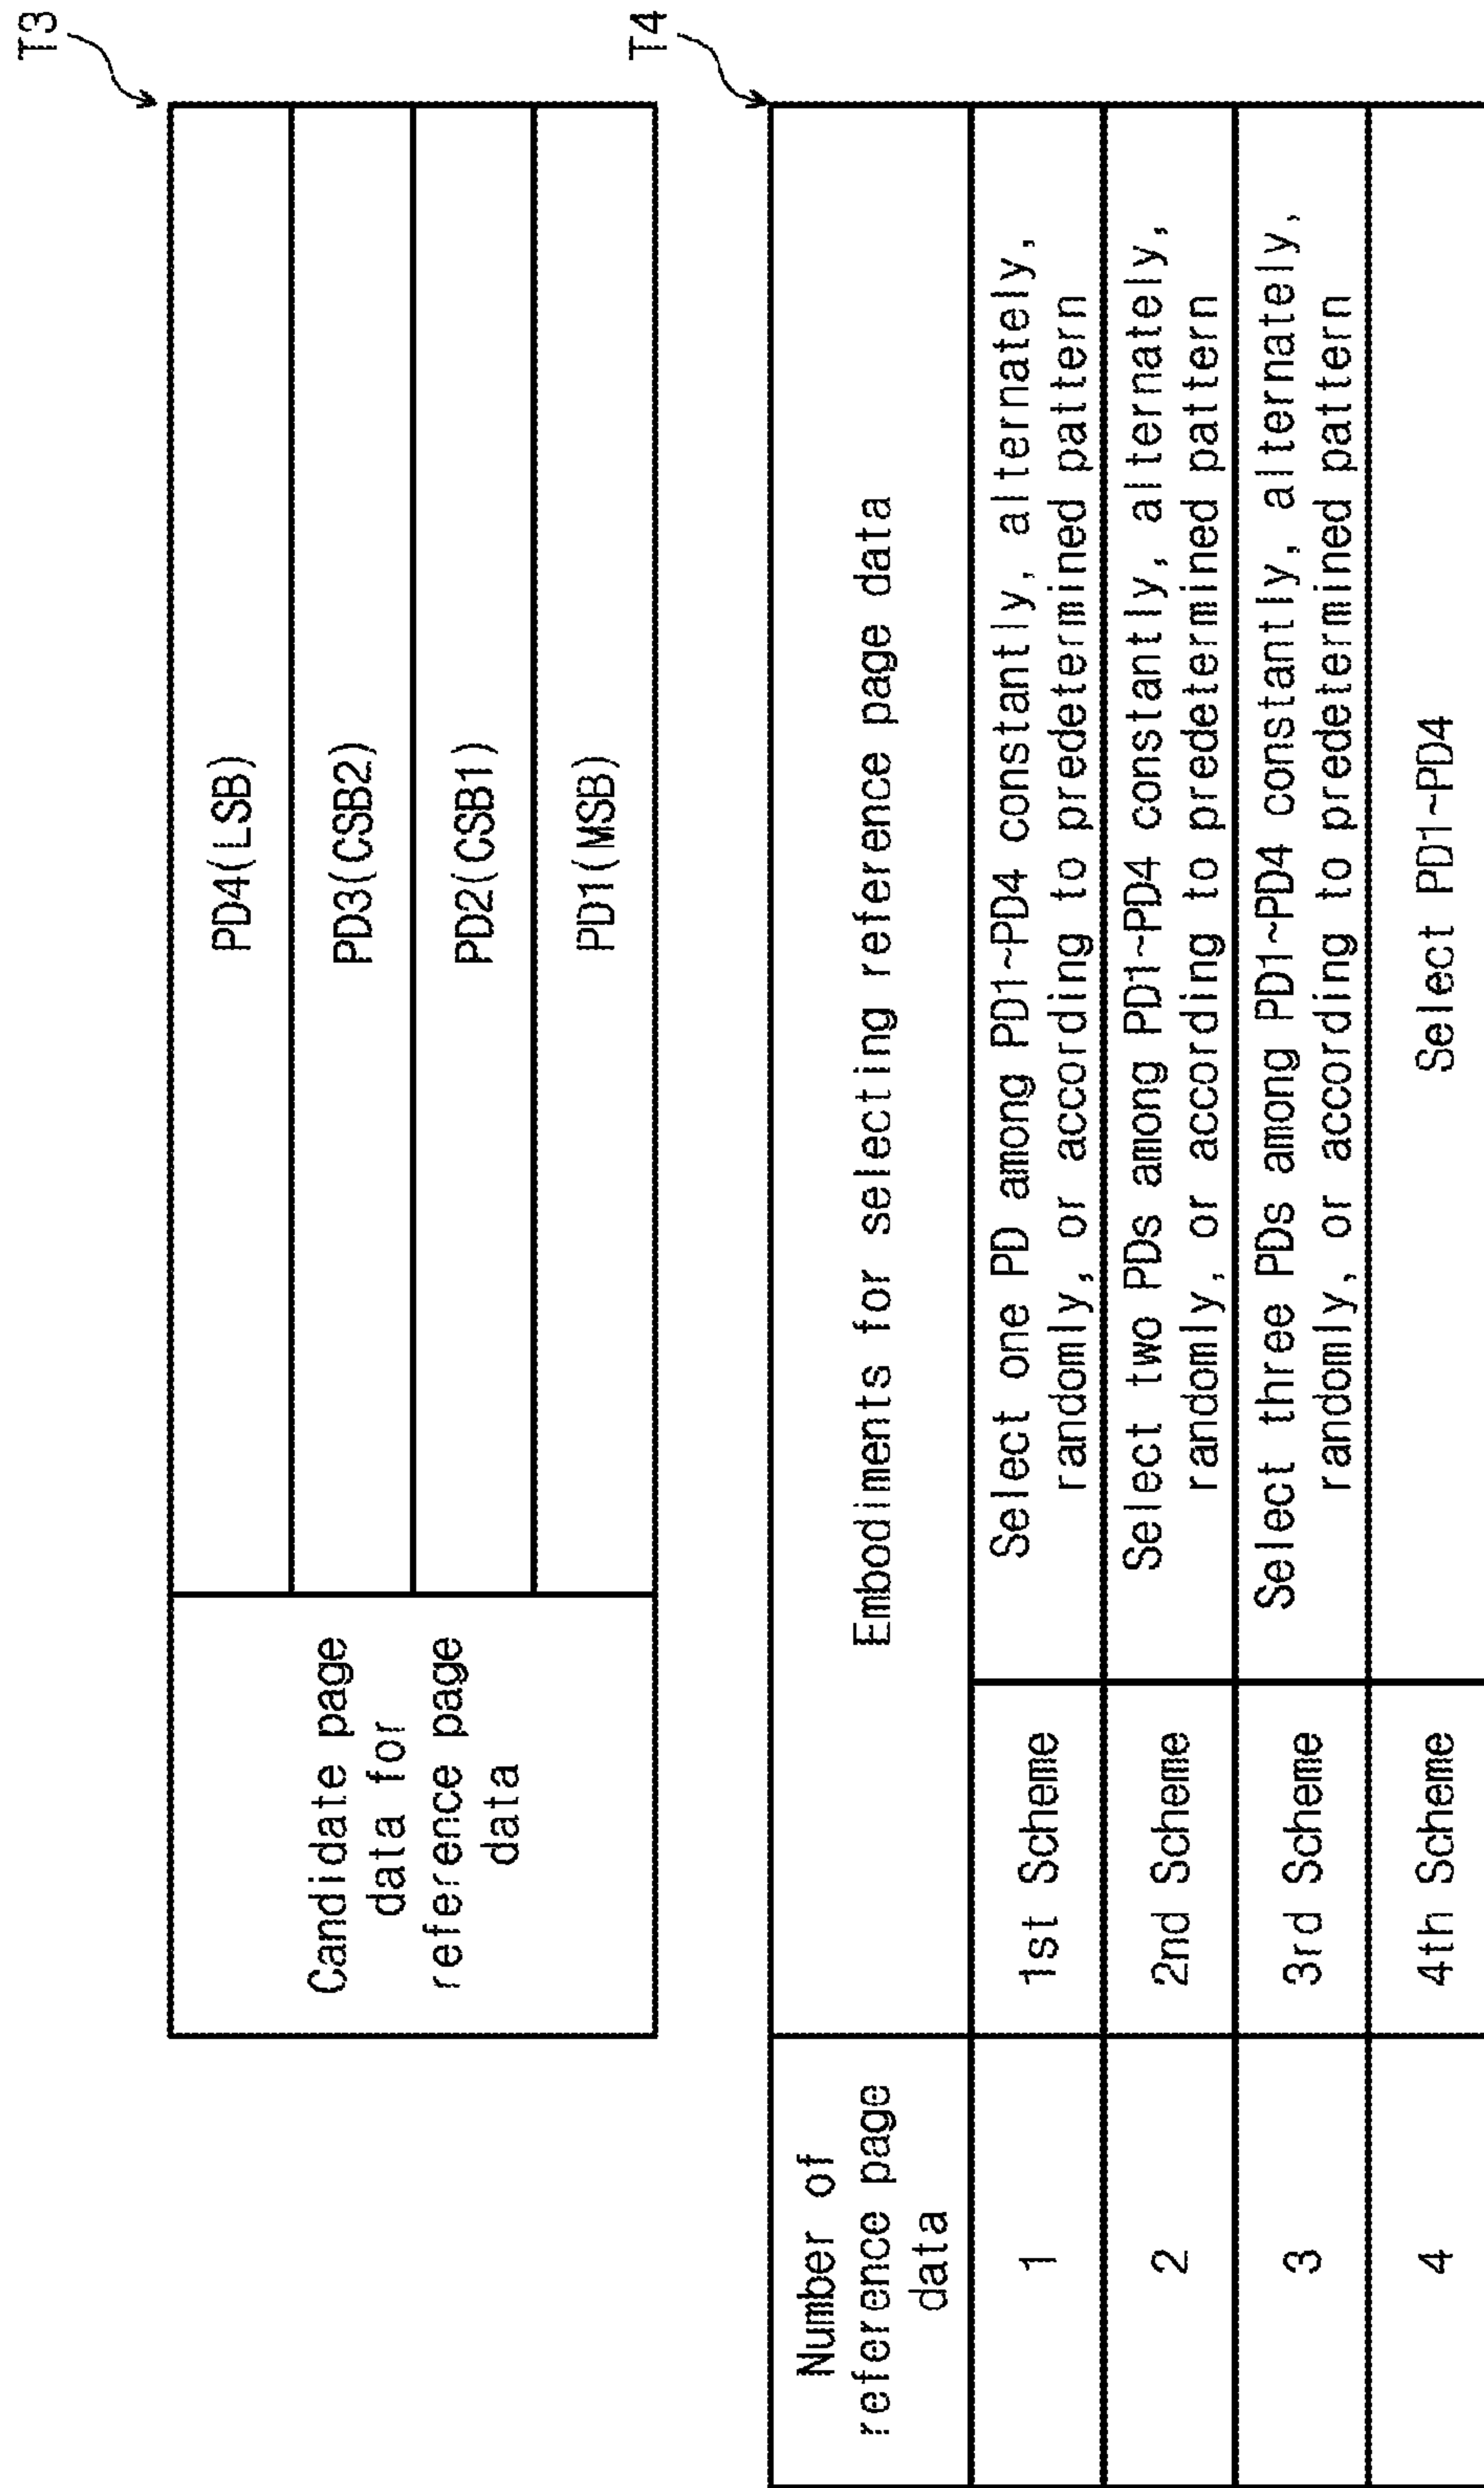 T3
Candidate page
data for
reference page
data
PD4(LSB)
PD3(CSB2)
PD2(CSB1)
PD1(MSB)
T4
Number of
reference page
data
Embodiments for selecting reference page data
1
1st Scheme
Select one PD among PD1~PD4 constantly, alternately,
randomly, or according to predetermined pattern
2
2nd Scheme
Select two PDs among PD1~PD4 constantly, alternately,
randomly, or according to predetermined pattern
3
3rd Scheme
Select three PDs among PD1~PD4 constantly, alternately,
randomly, or according to predetermined pattern
4
4th Scheme
Select PD1~PD4